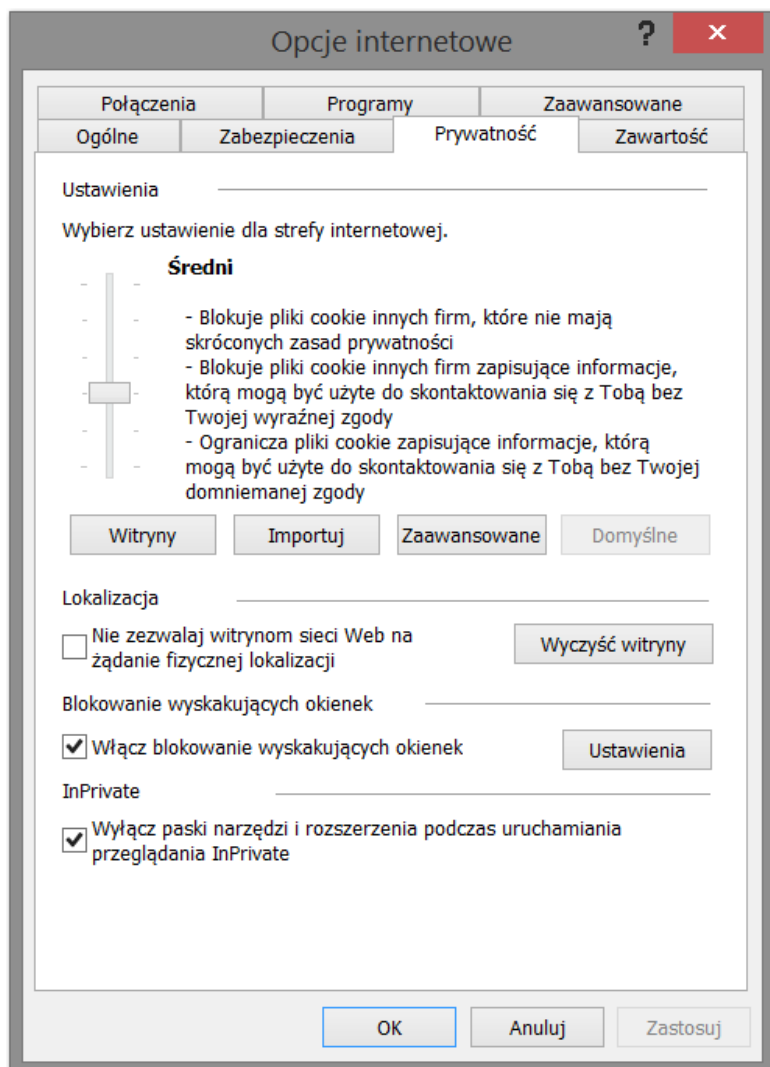 Opcje internetowe
?
x
Połączenia
Programy
Zaawansowane
Ogólne
Zabezpieczenia
Prywatność
Zawartość
Ustawienia
Wybierz ustawienie dla strefy internetowej.
Średni
- Blokuje pliki cookie innych firm, które nie mają
skróconych zasad prywatności
- Blokuje pliki cookie innych firm zapisujące informacje,
którą mogą być użyte do skontaktowania się z Tobą bez
Twojej wyraźnej zgody
- Ogranicza pliki cookie zapisujące informacje, którą
mogą być użyte do skontaktowania się z Tobą bez Twojej
domniemanej zgody
Witryny
Importuj
Zaawansowane
Domyślne
Lokalizacja
Nie zezwalaj witrynom sieci Web na
żądanie fizycznej lokalizacji
Wyczyść witryny
Blokowanie wyskakujących okienek
Włącz blokowanie wyskakujących okienek
Ustawienia
InPrivate
Wyłącz paski narzędzi i rozszerzenia podczas uruchamiania
przeglądania InPrivate
OK
Anuluj
Zastosuj